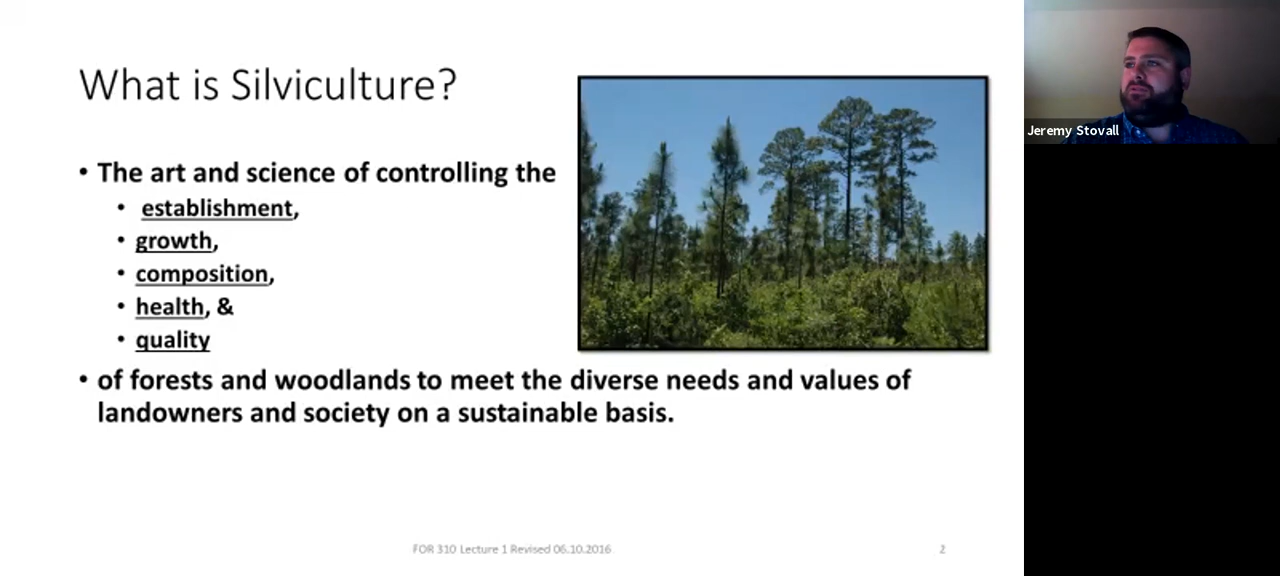 What is Silviculture?
• The art and science of controlling the
• establishment,
• growth,
• composition,
• health, &
• quality
• of forests and woodlands to meet the diverse needs and values of
landowners and society on a sustainable basis.
FOR 310 Lecture 1 Revised 06.10.2016
2
Jeremy Stovall